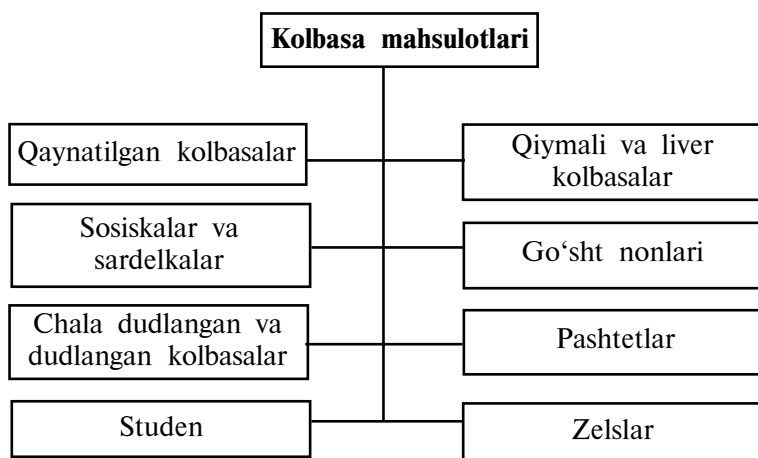 Kolbasa mahsulotlari
Qaynatilgan kolbasalar
Qiymali va liver
kolbasalar
Sosiskalar va
sardelkalar
Go‘sht nonlari
Chala dudlangan va
dudlangan kolbasalar
Pashtetlar
Studen
Zelslar